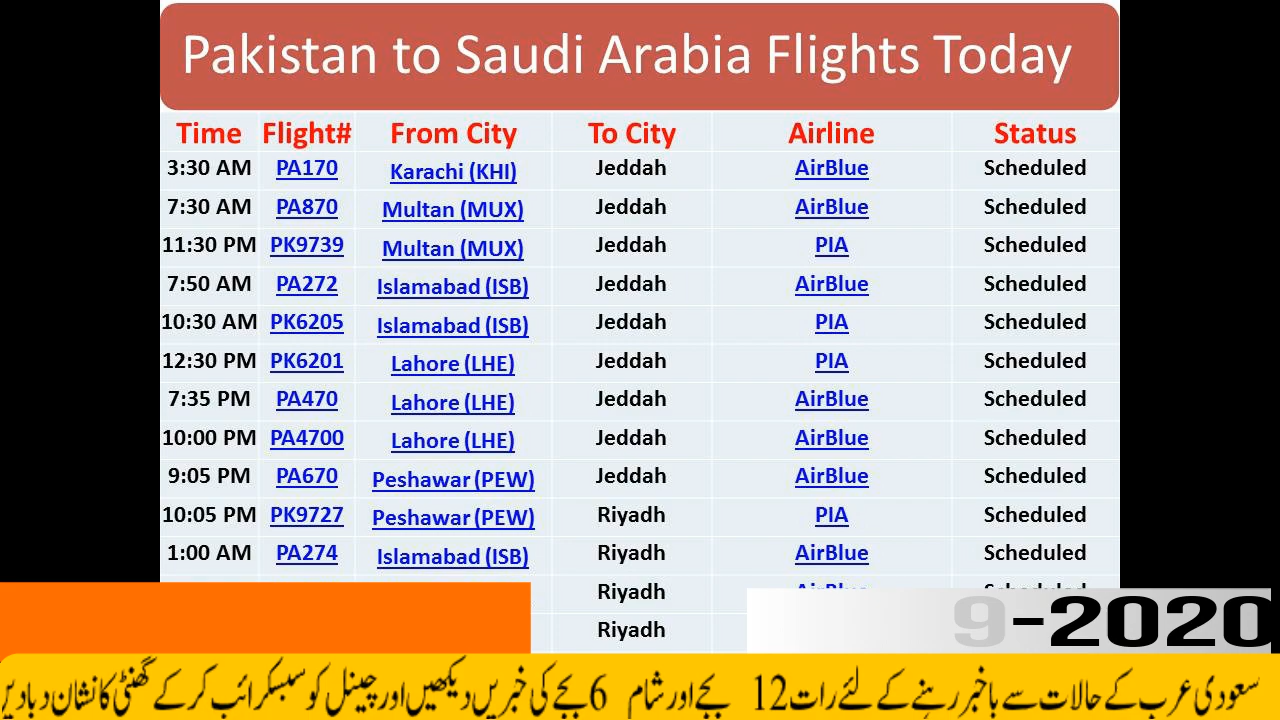 Pakistan to Saudi Arabia Flights Today
Time Flight# From City To City Airline Status
3:30 AM PA170 Karachi (KHI) Jeddah AirBlue Scheduled
7:30 AM PA870 Multan (MUX) Jeddah AirBlue Scheduled
11:30 PM PK9739 Multan (MUX) Jeddah PIA Scheduled
7:50 AM PA272 Islamabad (ISB) Jeddah AirBlue Scheduled
10:30 AM PK6205 Islamabad (ISB) Jeddah PIA Scheduled
12:30 PM PK6201 Lahore (LHE) Jeddah PIA Scheduled
7:35 PM PA470 Lahore (LHE) Jeddah AirBlue Scheduled
10:00 PM PA4700 Lahore (LHE) Jeddah AirBlue Scheduled
9:05 PM PA670 Peshawar (PEW) Jeddah AirBlue Scheduled
10:05 PM PK9727 Peshawar (PEW) Riyadh PIA Scheduled
1:00 AM PA274 Islamabad (ISB) Riyadh AirBlue Scheduled
Riyadh AirBlue Scheduled
Riyadh
9-2020
سعودی عرب کے حالات سے باخبر رہنے کے لئے رات 12 بجے اور شام 6 بجے کی خبریں دیکھیں اور چینل کو سبسکرائب کر کے گھنٹی کا نشان دبا دیں